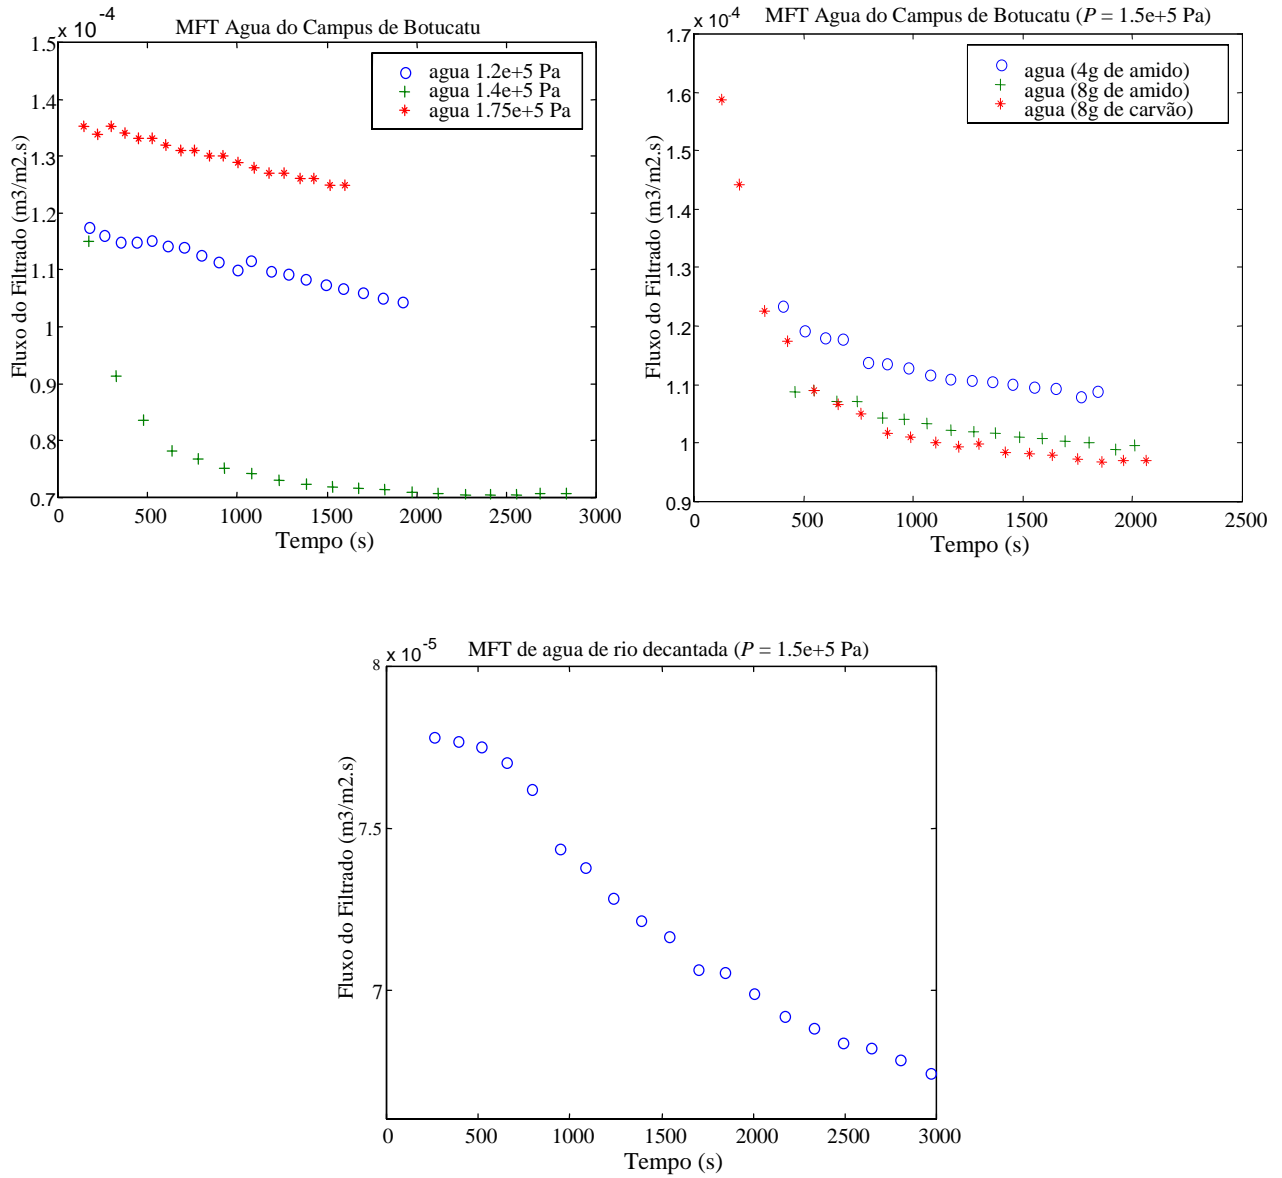 x 10-4
MFT Agua do Campus de Botucatu
1.5
1.4
1.3
1.2
1.1
1
0.9
0.8
0.7
Fluxo do Filtrado (m3/m2.s)
agua 1.2e+5 Pa
agua 1.4e+5 Pa
agua 1.75e+5 Pa
0 500 1000 1500 2000 2500 3000
Tempo (s)
x 10-4
MFT Agua do Campus de Botucatu (P = 1.5e+5 Pa)
1.7
1.6
1.5
1.4
1.3
1.2
1.1
1
0.9
Fluxo do Filtrado (m3/m2.s)
agua (4g de amido)
agua (8g de amido)
agua (8g de carvão)
0 500 1000 1500 2000 2500
Tempo (s)
x 10-5
MFT de agua de rio decantada (P = 1.5e+5 Pa)
8
7.5
7
Fluxo do Filtrado (m3/m2.s)
0 500 1000 1500 2000 2500 3000
Tempo (s)